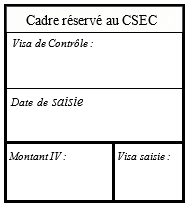 Cadre réservé au CSEC
Visa de Contrôle :
Date de saisie
Montant IV :
Visa saisie :